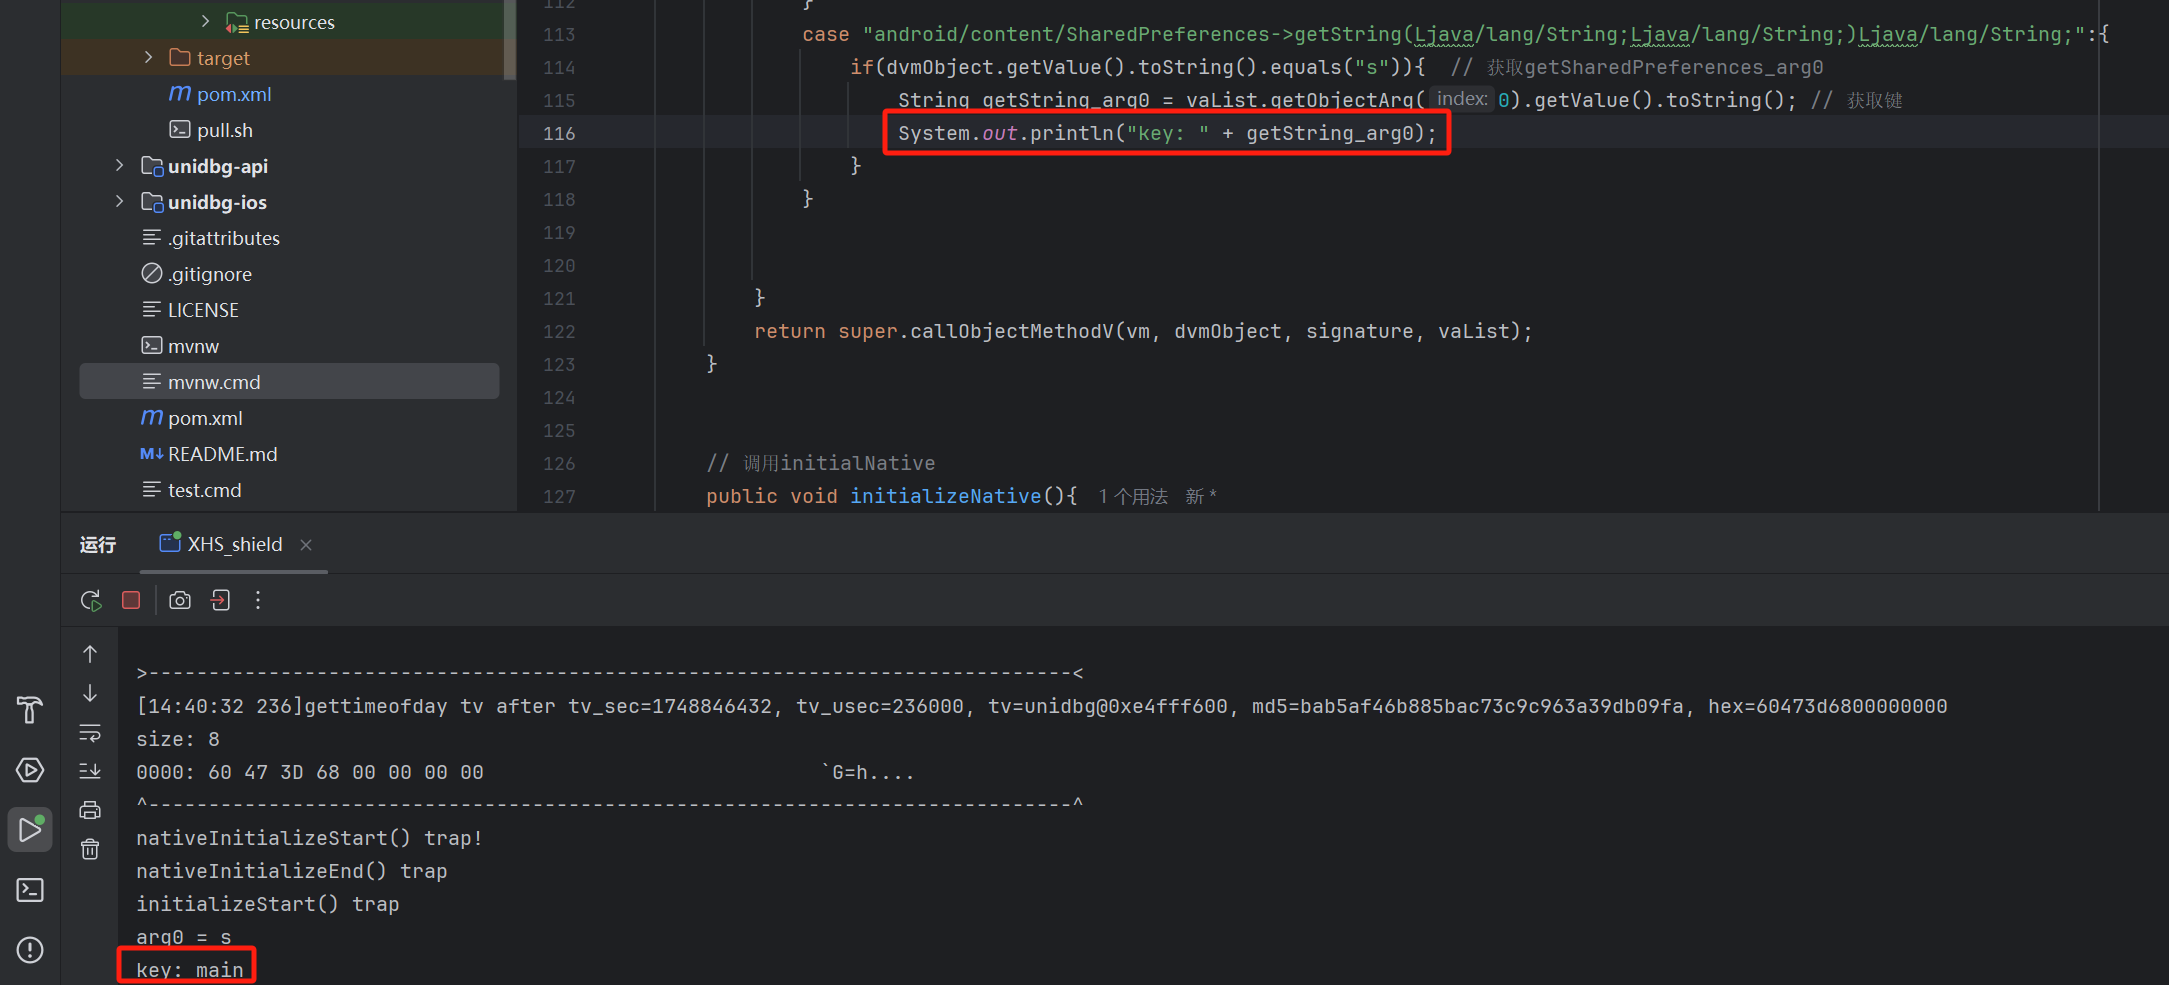 resources
target
pom.xml
pull.sh
unidbg-api
unidbg-ios
.gitattributes
.gitignore
LICENSE
mvnw
mvnw.cmd
pom.xml
README.md
test.cmd
112 }
113 case "android/content/SharedPreferences->getString(Ljava/lang/String;Ljava/lang/String;)Ljava/lang/String;":{
114 if(dvmObject.getValue().toString().equals("s")){ // 获取getSharedPreferences_arg0
115 String getString_arg0 = vaList.getObjectArg( index: 0).getValue().toString(); // 获取键
116 System.out.println("key: " + getString_arg0);
117 }
118 }
119
120
121 }
122 return super.callObjectMethodV(vm, dvmObject, signature, vaList);
123 }
124
125
126 // 调用initialNative
127 public void initializeNative(){ 1 个用法 新 *
运行 XHS_shield
>-----------------------------------------------------------------------------<
[14:40:32 236]gettimeofday tv after tv_sec=1748846432, tv_usec=236000, tv=unidbg@0xe4fff600, md5=bab5af46b885bac73c9c963a39db09fa, hex=60473d6800000000
size: 8
0000: 60 47 3D 68 00 00 00 00 `G=h....
^-----------------------------------------------------------------------------^
nativeInitializeStart() trap!
nativeInitializeEnd() trap
initializeStart() trap
arg0 = s
key: main